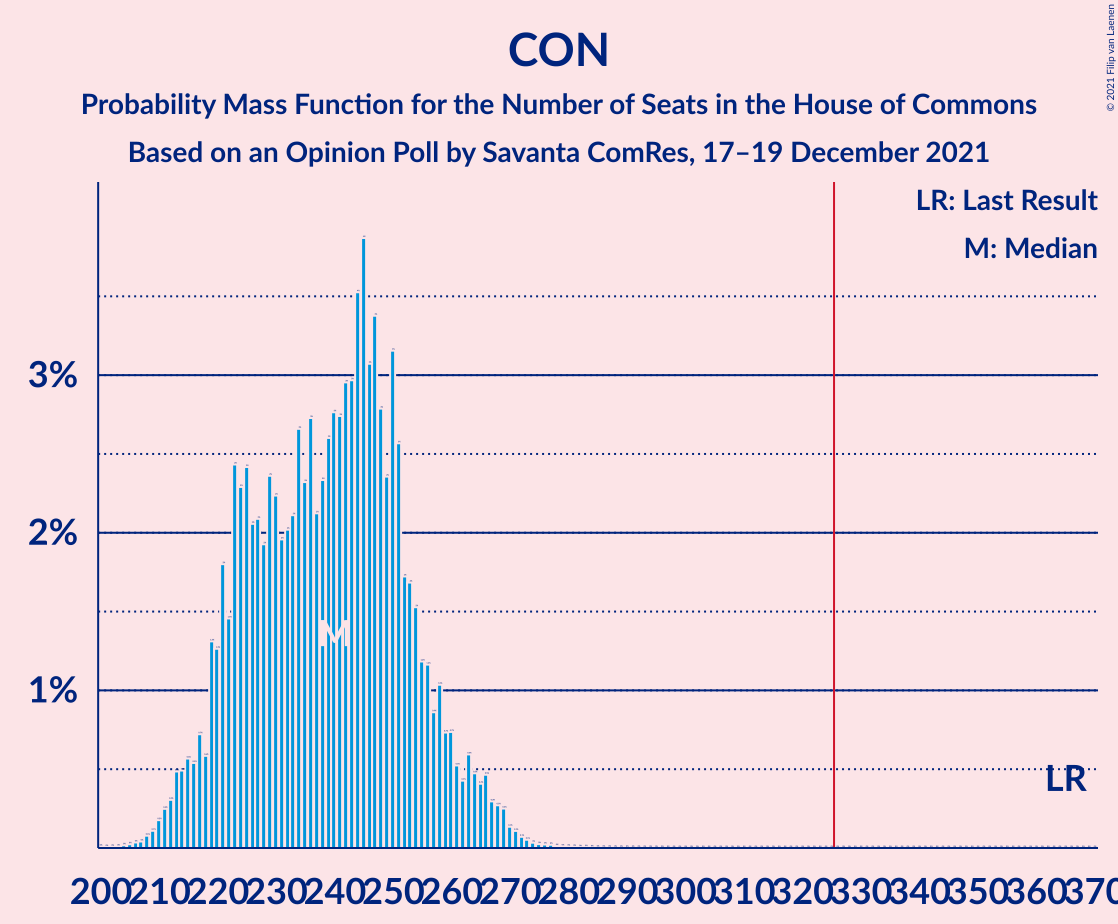 CON
Probability Mass Function for the Number of Seats in the House of Commons
Based on an Opinion Poll by Savanta ComRes, 17–19 December 2021
© 2021 Filip van Laenen
LR: Last Result
M: Median
3%
2%
1%
M
LR
200 210 220 230 240 250 260 270 280 290 300 310 320 330 340 350 360 370